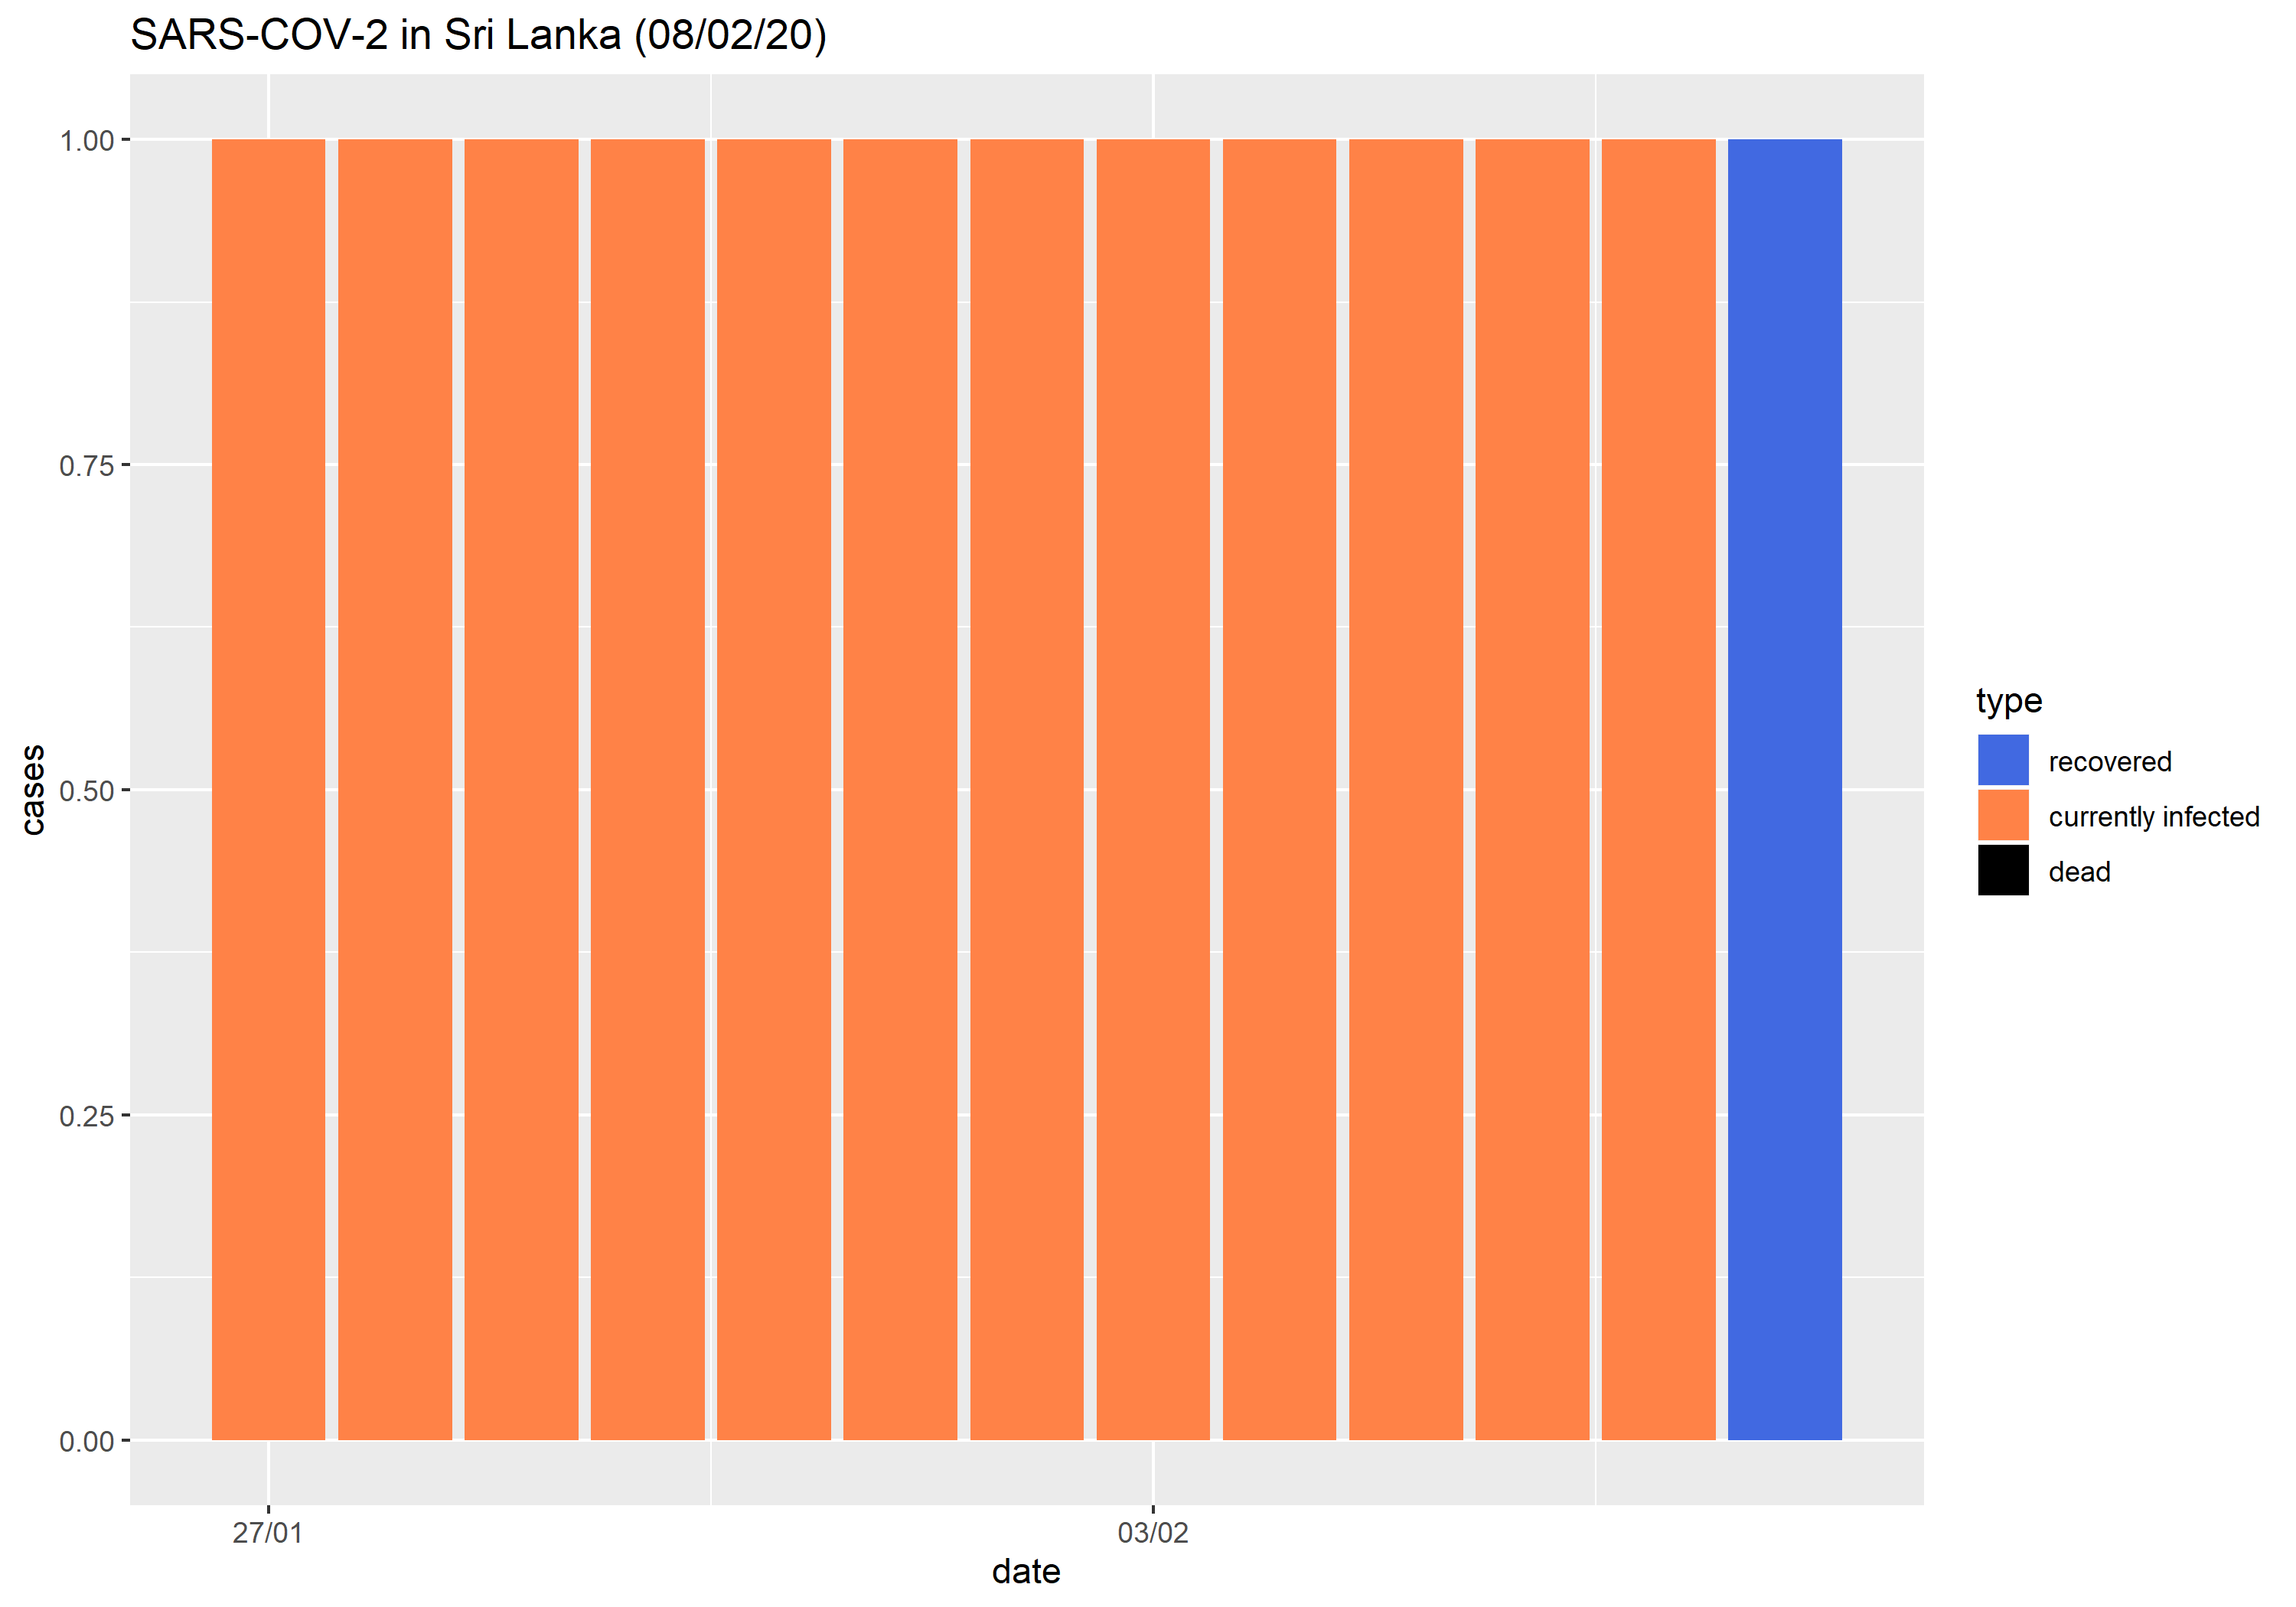 SARS-COV-2 in Sri Lanka (08/02/20)
1.00
0.75
0.50
0.25
0.00
cases
27/01
03/02
date
type
recovered
currently infected
dead